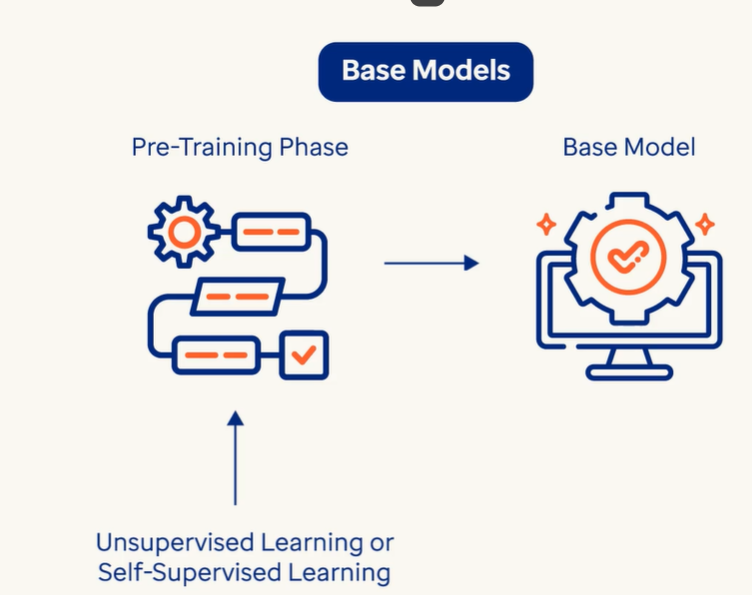 Base Models
Pre-Training Phase
Base Model
Unsupervised Learning or
Self-Supervised Learning